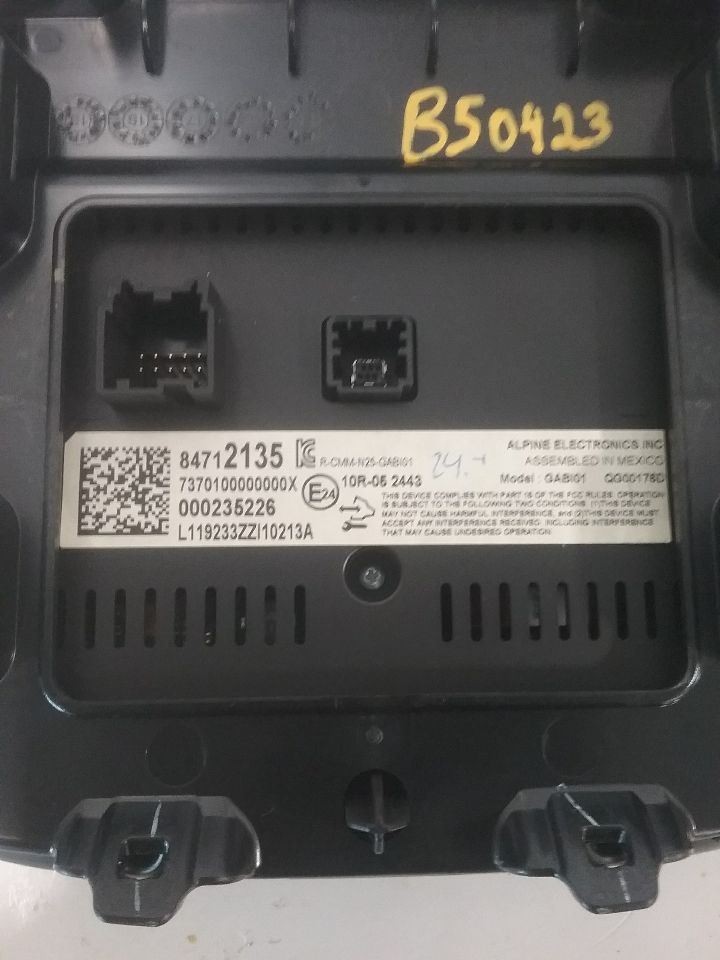 B50423
84712135
R-CMM-N25-GABI01
24.-
ALPINE ELECTRONICS INC
ASSEMBLED IN MEXICO
7370100000000X
E24
10R-05 2443
Model : GABI01 QG00176D
000235226
L119233ZZI10213A
THIS DEVICE COMPLIES WITH PART 15 OF THE FCC RULES. OPERATION
IS SUBJECT TO THE FOLLOWING TWO CONDITIONS: (1)THIS DEVICE
MAY NOT CAUSE HARMFUL INTERFERENCE, and (2)THIS DEVICE MUST
ACCEPT ANY INTERFERENCE RECEIVED, INCLUDING INTERFERENCE
THAT MAY CAUSE UNDESIRED OPERATION.